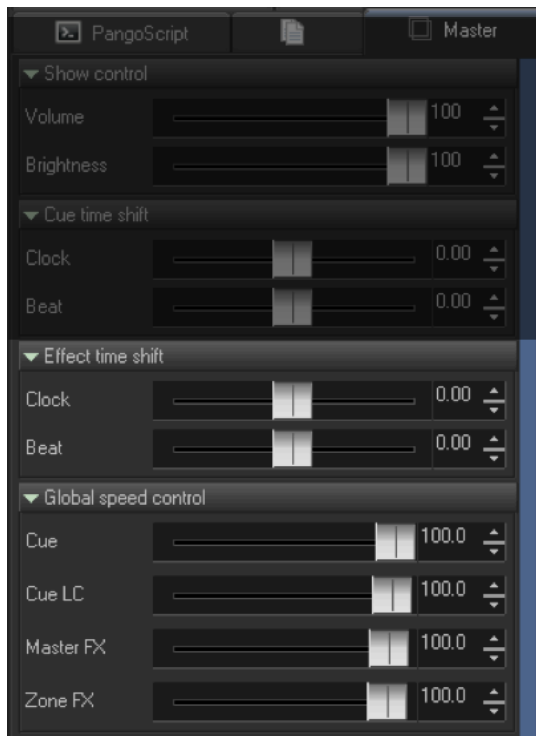 PangoScript
Master
Show control
Volume 100
Brightness 100
Cue time shift
Clock 0.00
Beat 0.00
Effect time shift
Clock 0.00
Beat 0.00
Global speed control
Cue 100.0
Cue LC 100.0
Master FX 100.0
Zone FX 100.0